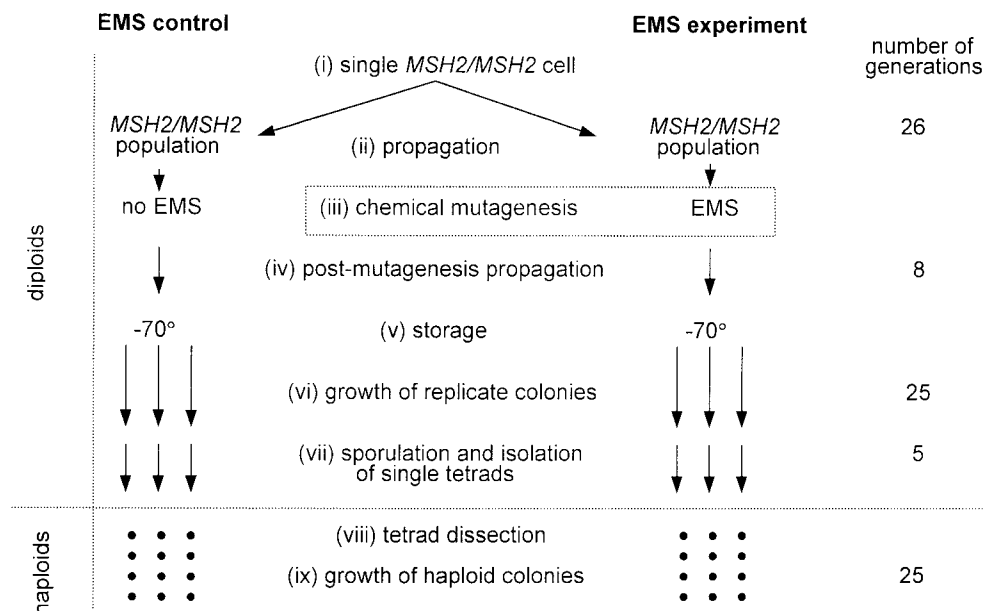 EMS control
EMS experiment
number of
generations
(i) single MSH2/MSH2 cell
MSH2/MSH2
population
(ii) propagation
MSH2/MSH2
population
26
no EMS
(iii) chemical mutagenesis
EMS
(iv) post-mutagenesis propagation
8
-70°
(v) storage
-70°
(vi) growth of replicate colonies
25
(vii) sporulation and isolation
of single tetrads
5
diploids
(viii) tetrad dissection
(ix) growth of haploid colonies
25
haploids